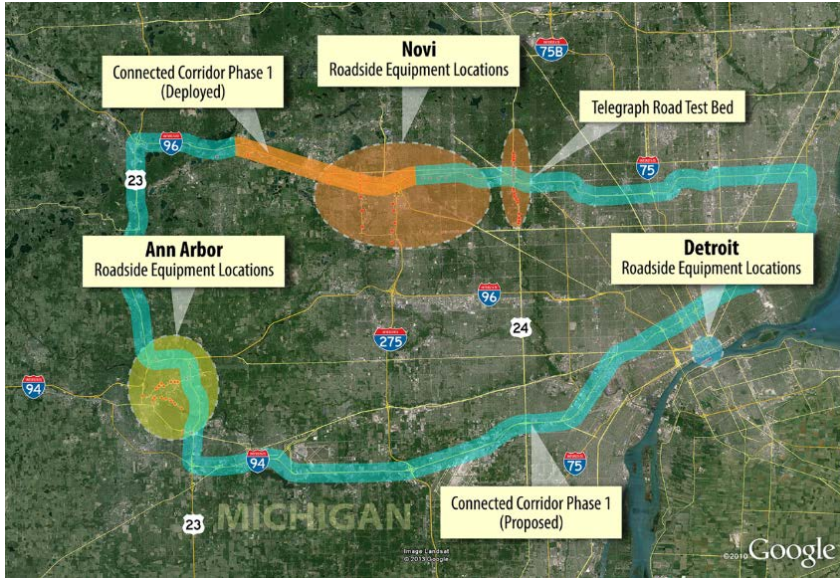 Novi
Roadside Equipment Locations
75B
Connected Corridor Phase 1
(Deployed)
Telegraph Road Test Bed
96
75
23
Ann Arbor
Roadside Equipment Locations
Detroit
Roadside Equipment Locations
96
24
275
94
94
75
MICHIGAN
23
Connected Corridor Phase 1
(Proposed)
Image Landsat
© 2013 Google
©2010 Google